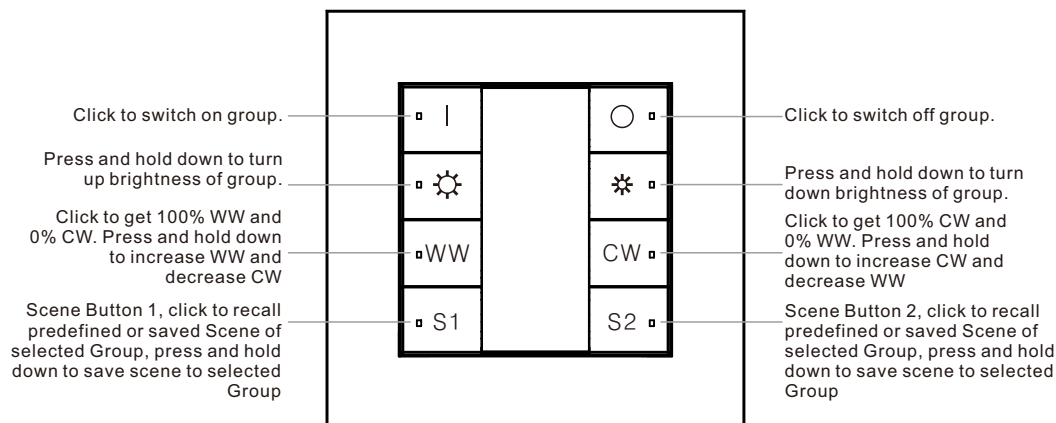 Click to switch on group.
Press and hold down to turn
up brightness of group.
Click to get 100% WW and
0% CW. Press and hold down
to increase WW and
decrease CW
Scene Button 1, click to recall
predefined or saved Scene of
selected Group, press and hold
down to save scene to selected
Group
I
WW
CW
S1
S2
Click to switch off group.
Press and hold down to turn
down brightness of group.
Click to get 100% CW and
0% WW. Press and hold
down to increase CW and
decrease WW
Scene Button 2, click to recall
predefined or saved Scene of
selected Group, press and hold
down to save scene to selected
Group